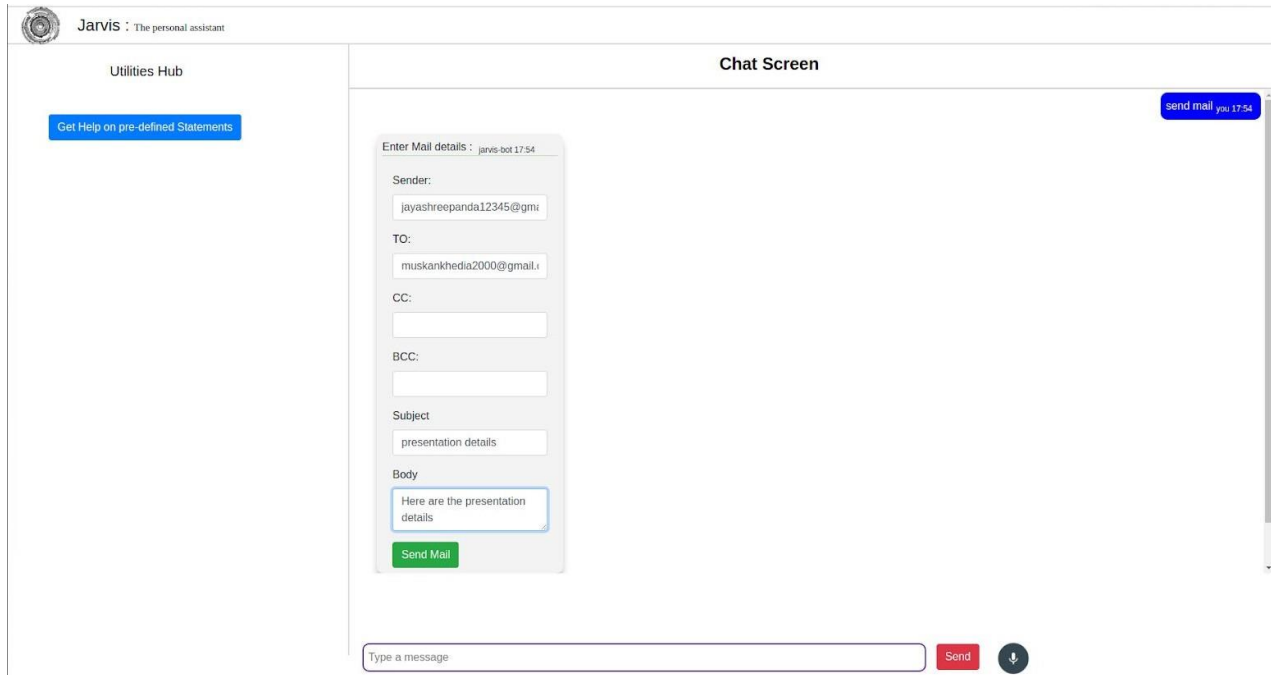 Jarvis : The personal assistant
Utilities Hub
Get Help on pre-defined Statements
Chat Screen
send mail you 17:54
Enter Mail details : jarvis-bot 17:54
Sender:
jayashreepanda12345@gma
TO:
muskankhedia2000@gmail.
CC:
BCC:
Subject
presentation details
Body
Here are the presentation
details
Send Mail
Type a message
Send